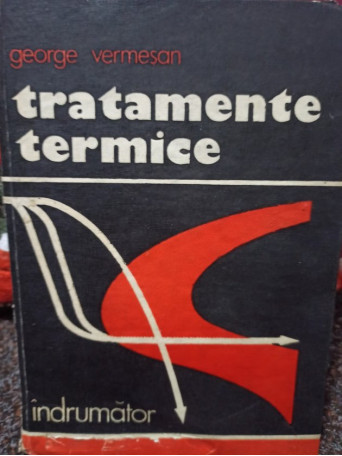 george vermesan
tratamente
termice
îndrumător